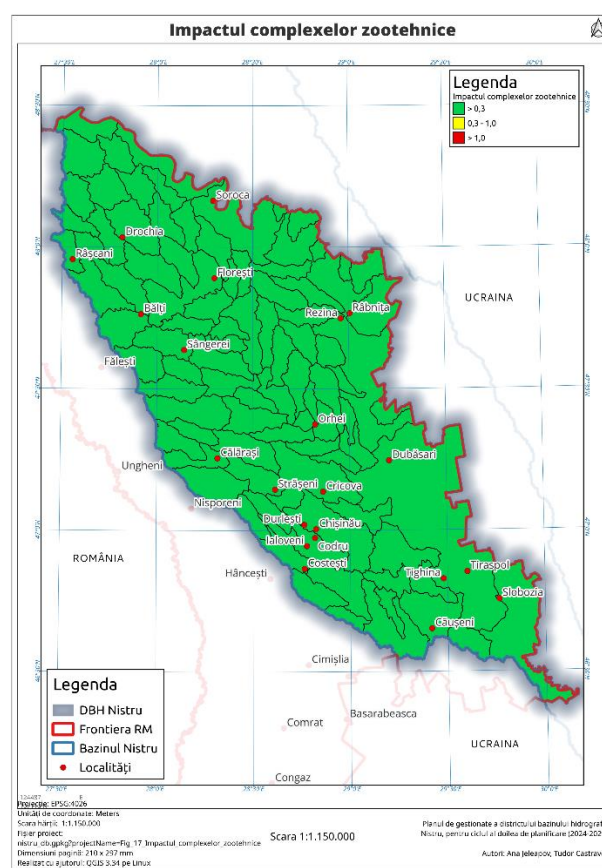 Impactul complexelor zootehnice
Legenda
Impactul complexelor zootehnice
> 0,3
0,3 - 1,0
> 1,0
Soroca
Drochia
Râșcani
Florești
UCRAINA
Râbnița
Rezina
Bălți
Sângerei
Fălești
Orhei
Călărași
Dubăsari
Ungheni
Strășeni
Cricova
Nisporeni
Durlești
Chișinău
ROMÂNIA
Ialoveni
Codru
Costești
Hâncești
Tighina
Tiraspol
Slobozia
Căușeni
Cimișlia
Legenda
DBH Nistru
Frontiera RM
Bazinul Nistru
Localități
Basarabeasca
Comrat
UCRAINA
Congaz
Proiecție: EPSG:4026
Unități de coordonate: Meters
Scara hărții: 1:1.150.000
Fișier proiect:
nistru_db.gpkg?projectName=Fig_17_Impactul_complexelor_zootehnice
Dimensiuni pagină: 210 x 297 mm
Realizat cu ajutorul: QGIS 3.34 pe Linux
Scara 1:1.150.000
Planul de gestionate a districtului bazinului hidrograf
Nistru, pentru ciclul al doilea de planificare (2024-202
Autori: Ana Jeleapov, Tudor Castrav